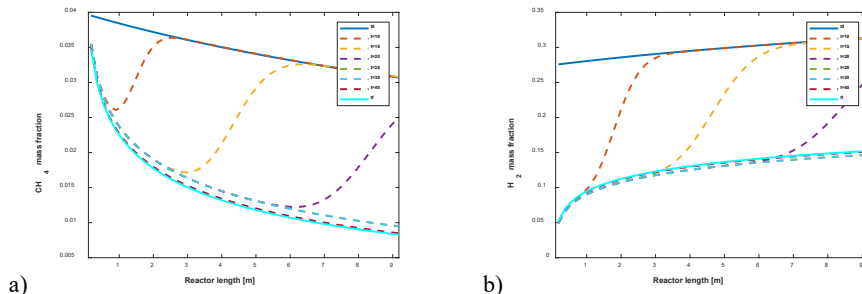 0.04
0.035
0.03
0.025
0.02
0.015
0.01
0.005
1 2 3 4 5 6 7 8 9
Reactor length [m]
CH 4 mass fraction
t0
t=10
t=15
t=20
t=25
t=30
t=40
tf
a)
0.4
0.35
0.3
0.25
0.2
0.15
0.1
0.05
0
1 2 3 4 5 6 7 8 9
Reactor length [m]
H 2 mass fraction
t0
t=10
t=15
t=20
t=25
t=30
t=40
tf
b)